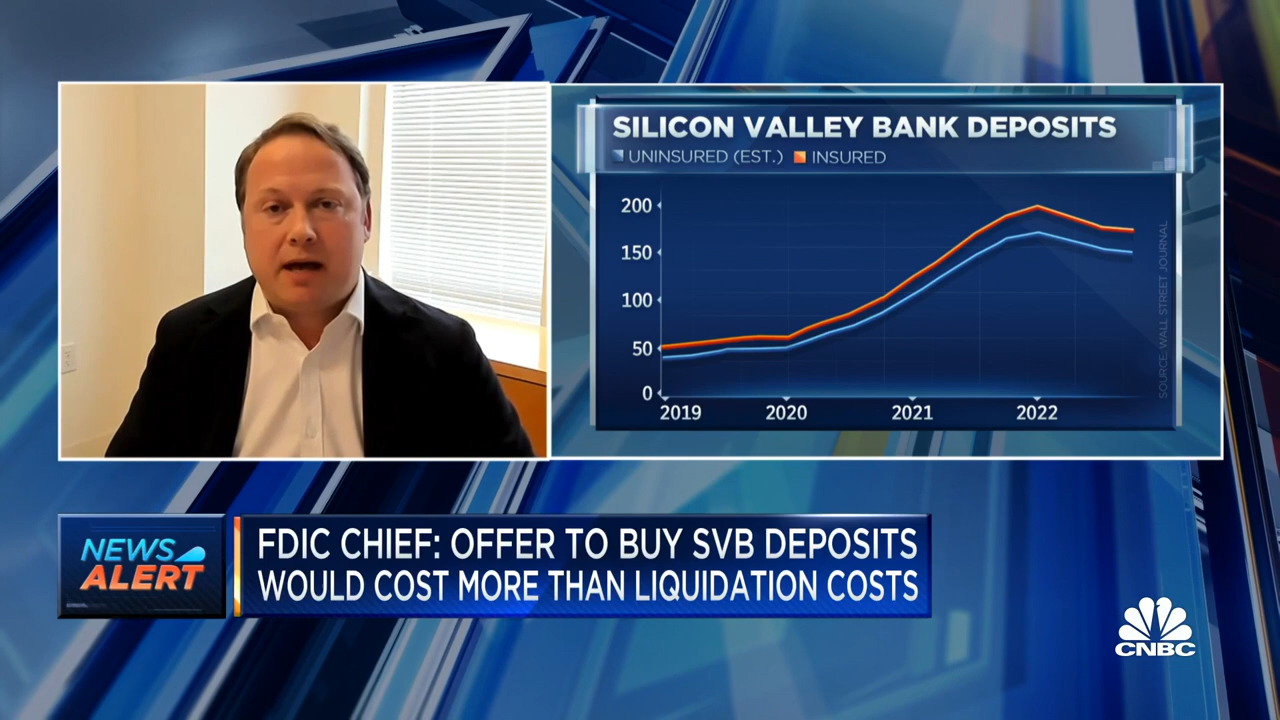 SILICON VALLEY BANK DEPOSITS
UNINSURED (EST.) INSURED
200
150
100
50
0
2019 2020 2021 2022
SOURCE: WALL STREET JOURNAL
NEWS
ALERT
FDIC CHIEF: OFFER TO BUY SVB DEPOSITS
WOULD COST MORE THAN LIQUIDATION COSTS
CNBC